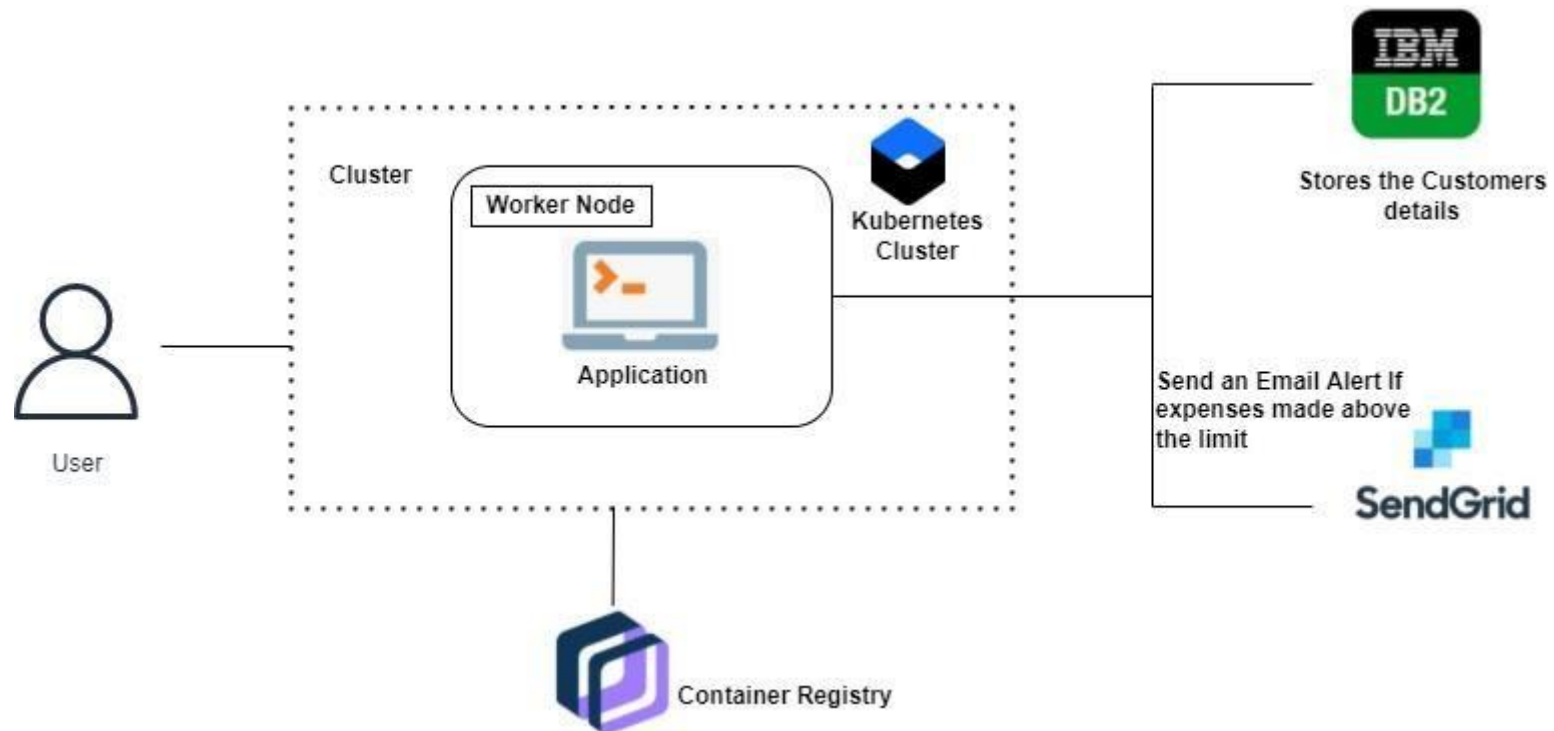 IBM
DB2
Stores the Customers
details
Cluster
Worker Node
Kubernetes
Cluster
Application
User
Send an Email Alert If
expenses made above
the limit
SendGrid
Container Registry